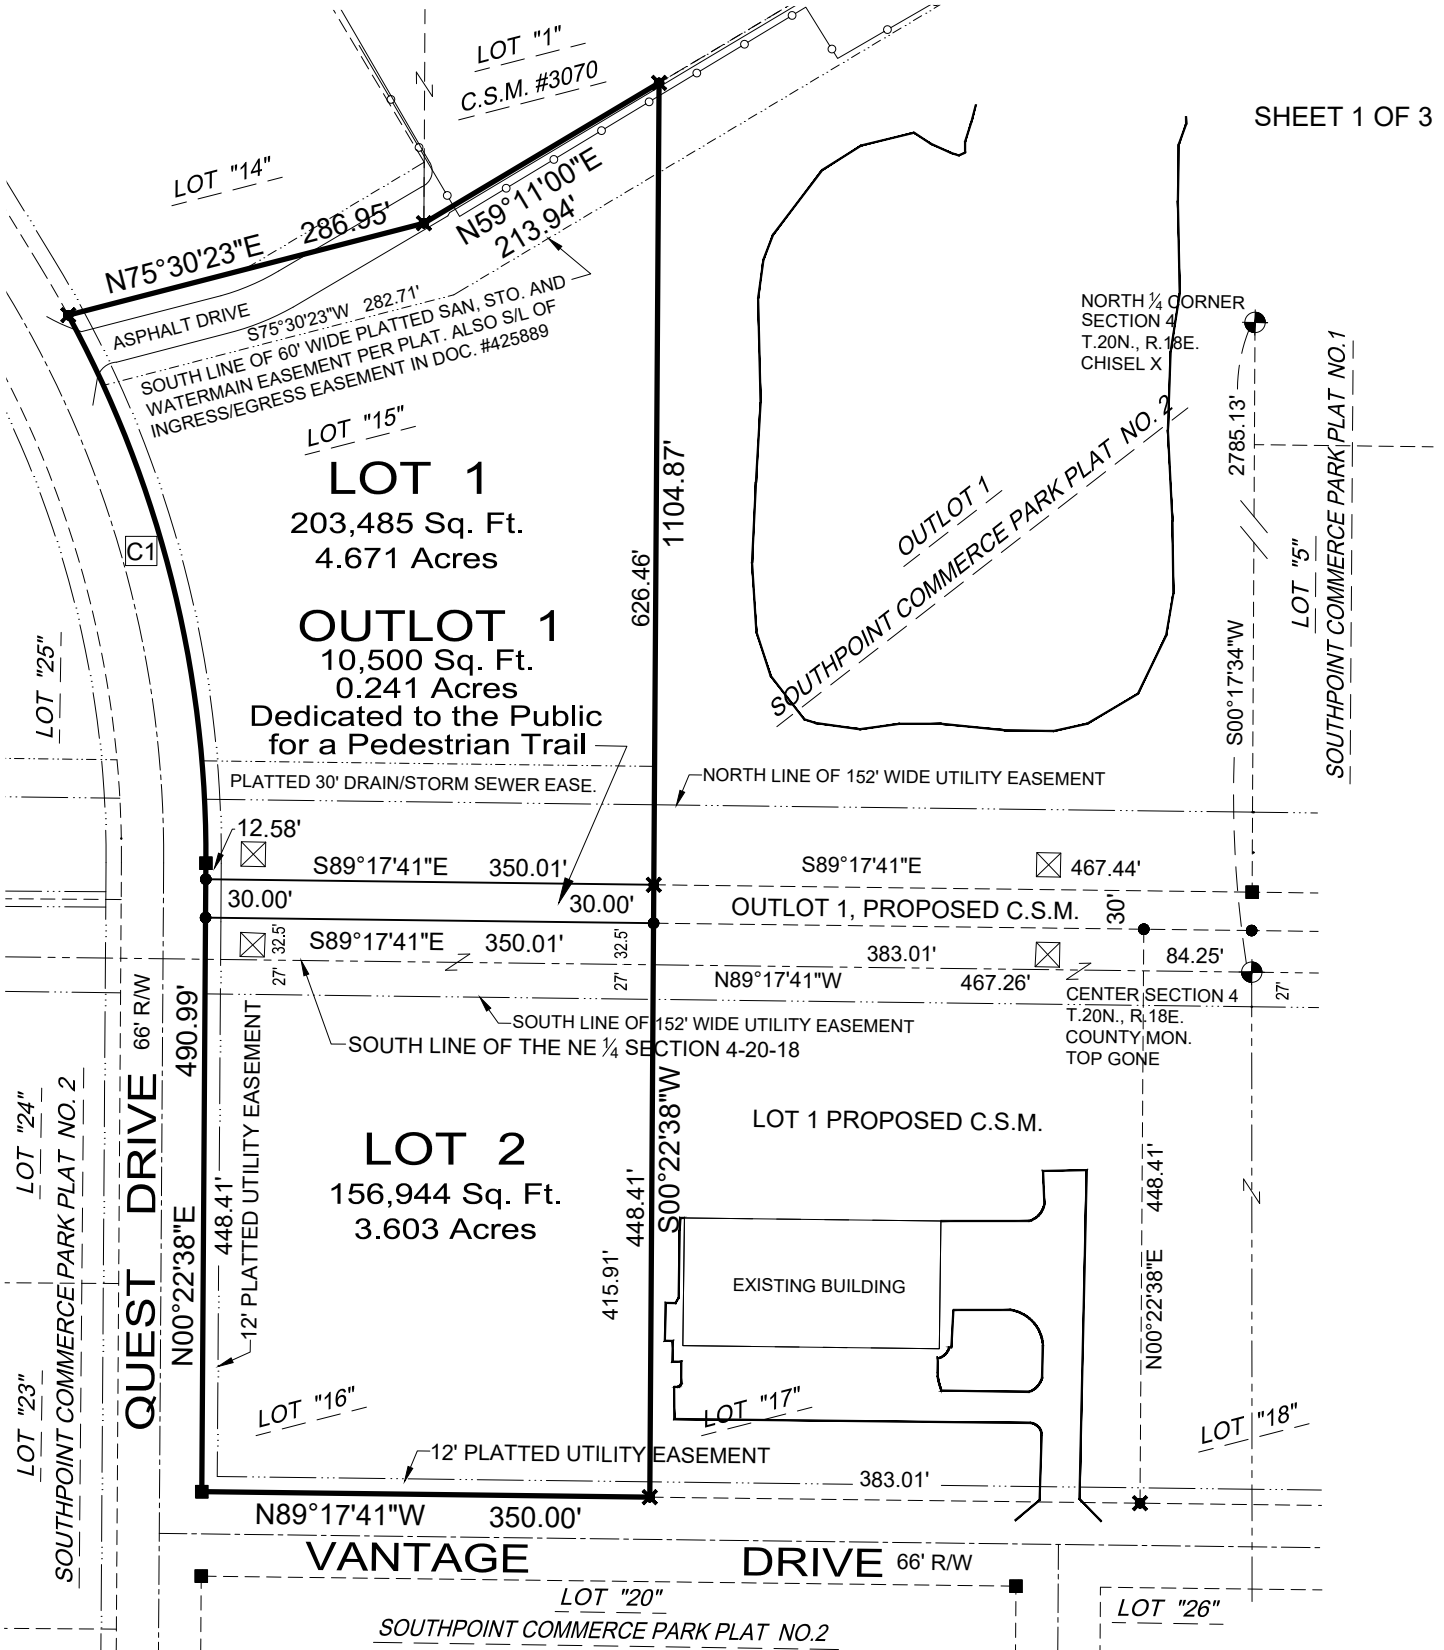 LOT "1"
C.S.M. #3070
SHEET 1 OF 3
LOT "14"
N75°30'23"E 286.95'
N59°11'00"E
213.94'
ASPHALT DRIVE
S75°30'23"W 282.71'
SOUTH LINE OF 60' WIDE PLATTED SAN, STO. AND
WATERMAIN EASEMENT PER PLAT. ALSO S/L OF
INGRESS/EGRESS EASEMENT IN DOC. #425889
NORTH ¼ CORNER
SECTION 4
T.20N., R.18E.
CHISEL X
2785.13'
S00°17'34"W
LOT "5"
SOUTHPOINT COMMERCE PARK PLAT NO.1
LOT "15"
LOT 1
203,485 Sq. Ft.
4.671 Acres
C1
1104.87'
626.46'
OUTLOT 1
SOUTHPOINT COMMERCE PARK PLAT NO. 2
OUTLOT 1
10,500 Sq. Ft.
0.241 Acres
Dedicated to the Public
for a Pedestrian Trail
LOT "25"
PLATTED 30' DRAIN/STORM SEWER EASE.
NORTH LINE OF 152' WIDE UTILITY EASEMENT
12.58'
S89°17'41"E 350.01'
S89°17'41"E 467.44'
30.00' 30.00'
OUTLOT 1, PROPOSED C.S.M.
30'
S89°17'41"E 350.01'
27' 32.5'
27' 32.5'
383.01' 84.25'
N89°17'41"W 467.26'
27'
CENTER SECTION 4
T.20N., R.18E.
COUNTY MON.
TOP GONE
SOUTH LINE OF 152' WIDE UTILITY EASEMENT
SOUTH LINE OF THE NE ¼ SECTION 4-20-18
66' R/W
490.99'
N00°22'38"E
QUEST DRIVE
12' PLATTED UTILITY EASEMENT
448.41'
LOT "24"
SOUTHPOINT COMMERCE PARK PLAT NO. 2
LOT "23"
LOT 2
156,944 Sq. Ft.
3.603 Acres
S00°22'38"W
448.41'
415.91'
LOT 1 PROPOSED C.S.M.
448.41'
N00°22'38"E
EXISTING BUILDING
LOT "16"
LOT "17"
LOT "18"
12' PLATTED UTILITY EASEMENT
383.01'
N89°17'41"W 350.00'
VANTAGE DRIVE 66' R/W
LOT "20"
SOUTHPOINT COMMERCE PARK PLAT NO.2
LOT "26"